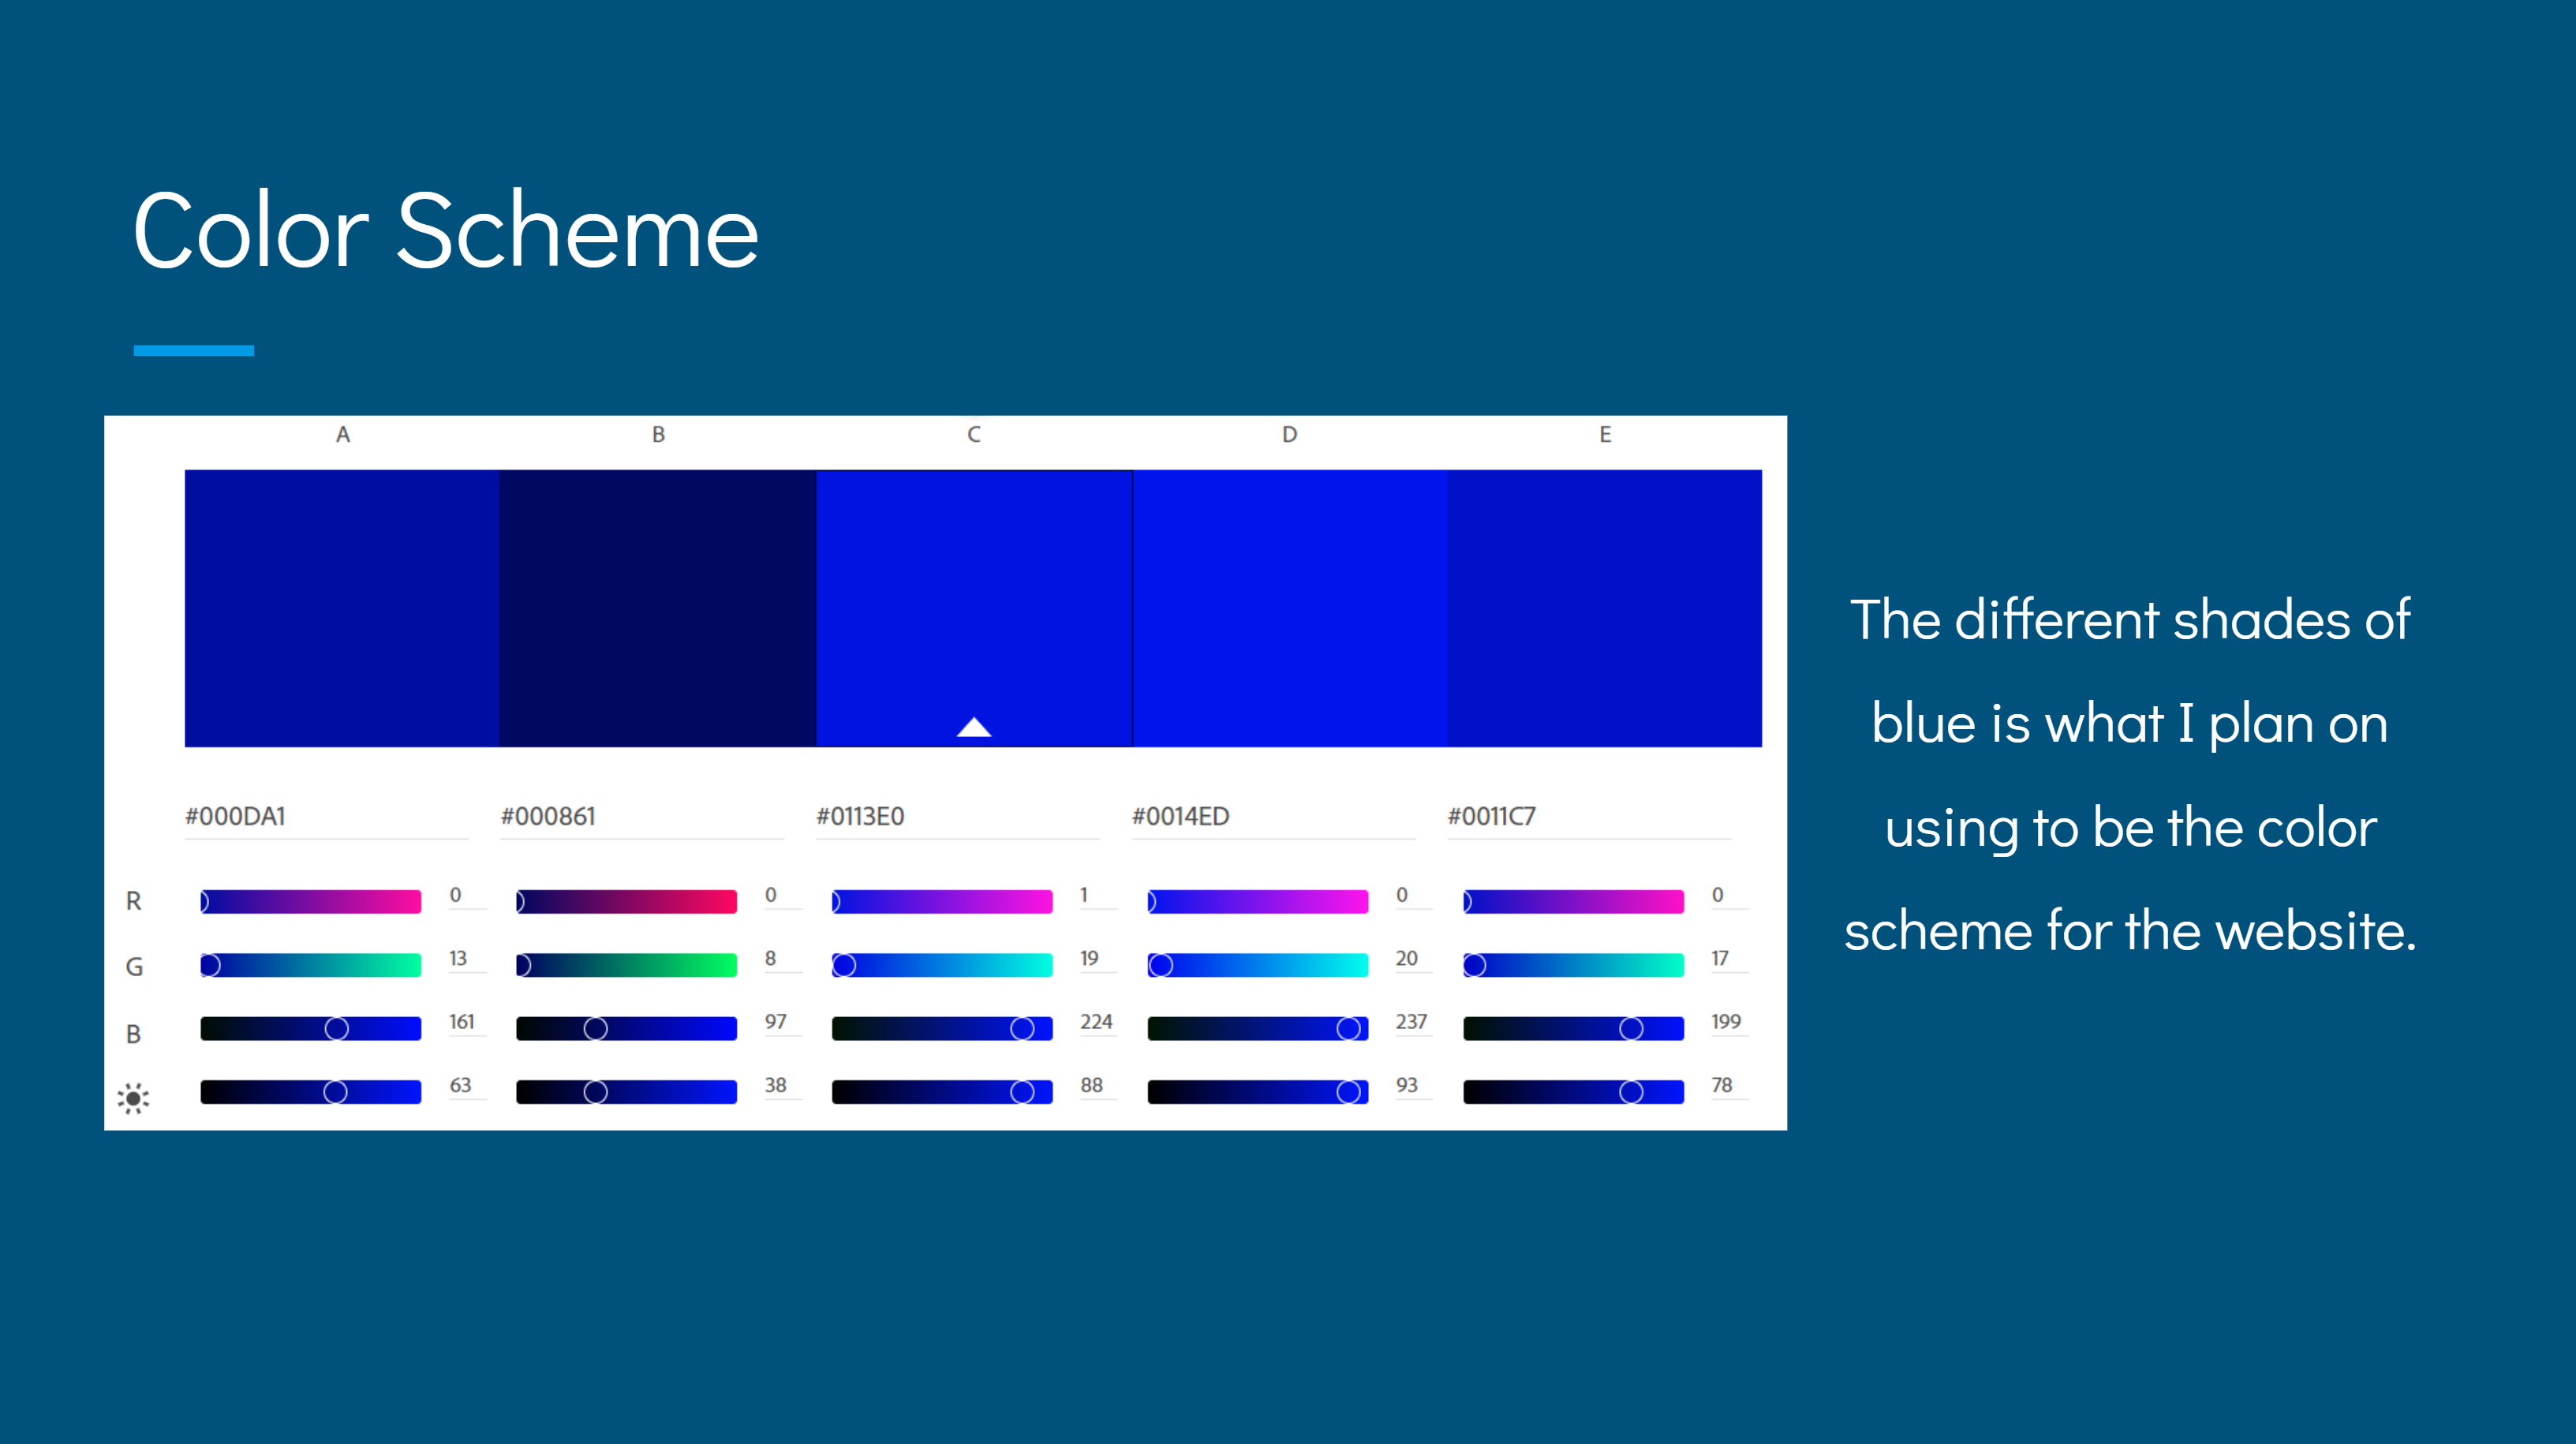 Color Scheme
A B C D E
#000DA1 #000861 #0113E0 #0014ED #0011C7
R 0 0 1 0 0
G 13 8 19 20 17
B 161 97 224 237 199
63 38 88 93 78
The different shades of
blue is what I plan on
using to be the color
scheme for the website.